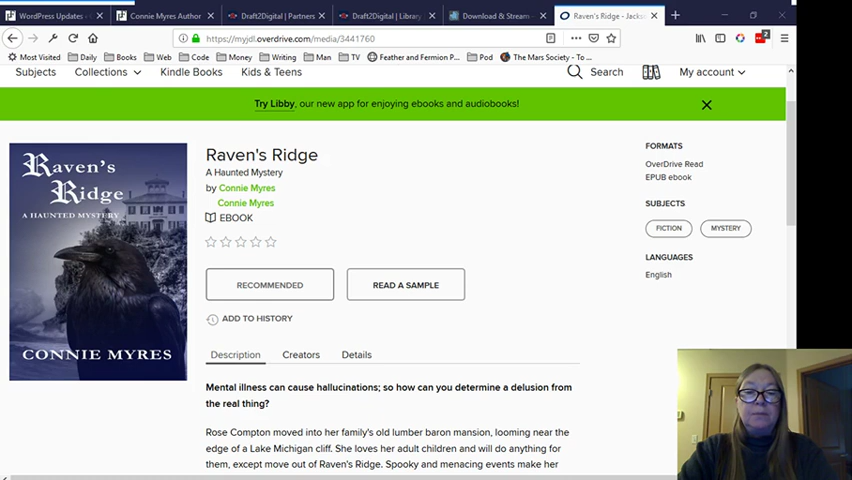 WordPress Updates
Connie Myres Author
Draft2Digital | Partners
Draft2Digital | Library
Download & Stream -
Raven's Ridge - Jacks
https://myjdl.overdrive.com/media/3441760
Most Visited
Daily
Books
Web
Code
Money
Writing
Man
TV
Feather and Fermion P...
Pod
The Mars Society - To
2
Subjects
Collections
Kindle Books
Kids & Teens
Search
My account
Try Libby, our new app for enjoying ebooks and audiobooks!
Raven's
Ridge
A HAUNTED MYSTERY
CONNIE MYRES
Raven's Ridge
A Haunted Mystery
by Connie Myres
Connie Myres
EBOOK
RECOMMENDED
READ A SAMPLE
ADD TO HISTORY
Description
Creators
Details
Mental illness can cause hallucinations; so how can you determine a delusion from
the real thing?
Rose Compton moved into her family's old lumber baron mansion, looming near the
edge of a Lake Michigan cliff. She loves her adult children and will do anything for
them, except move out of Raven's Ridge. Spooky and menacing events make her
FORMATS
OverDrive Read
EPUB ebook
SUBJECTS
FICTION
MYSTERY
LANGUAGES
English